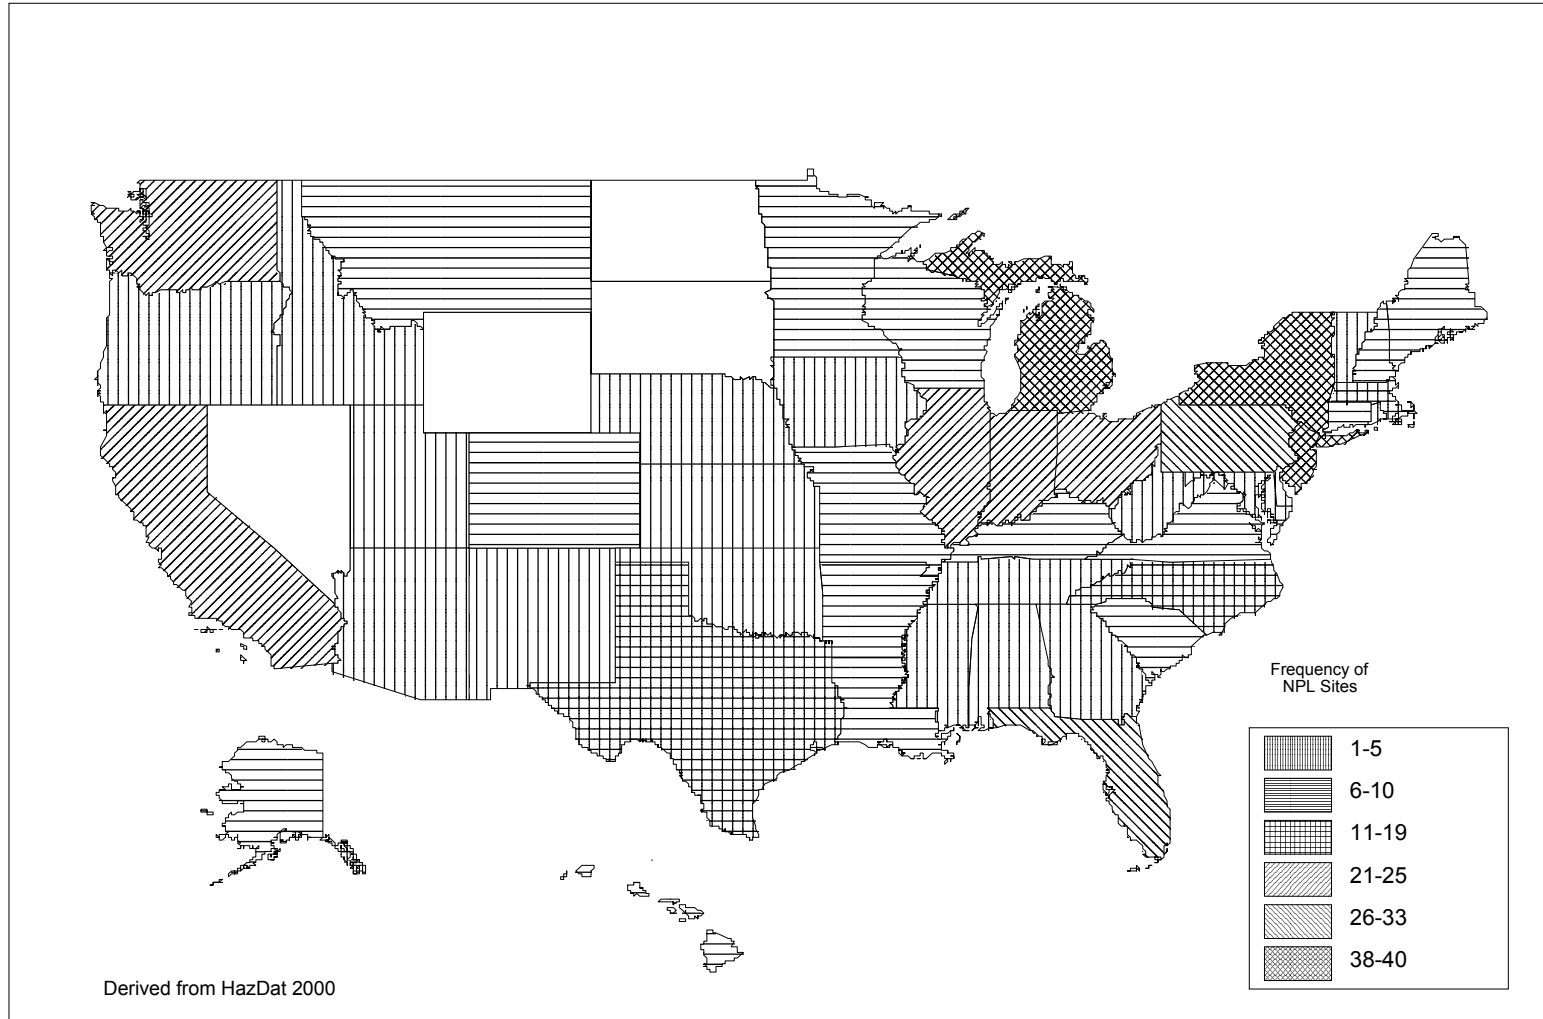 Frequency of
NPL Sites
1-5
6-10
11-19
21-25
26-33
38-40
Derived from HazDat 2000